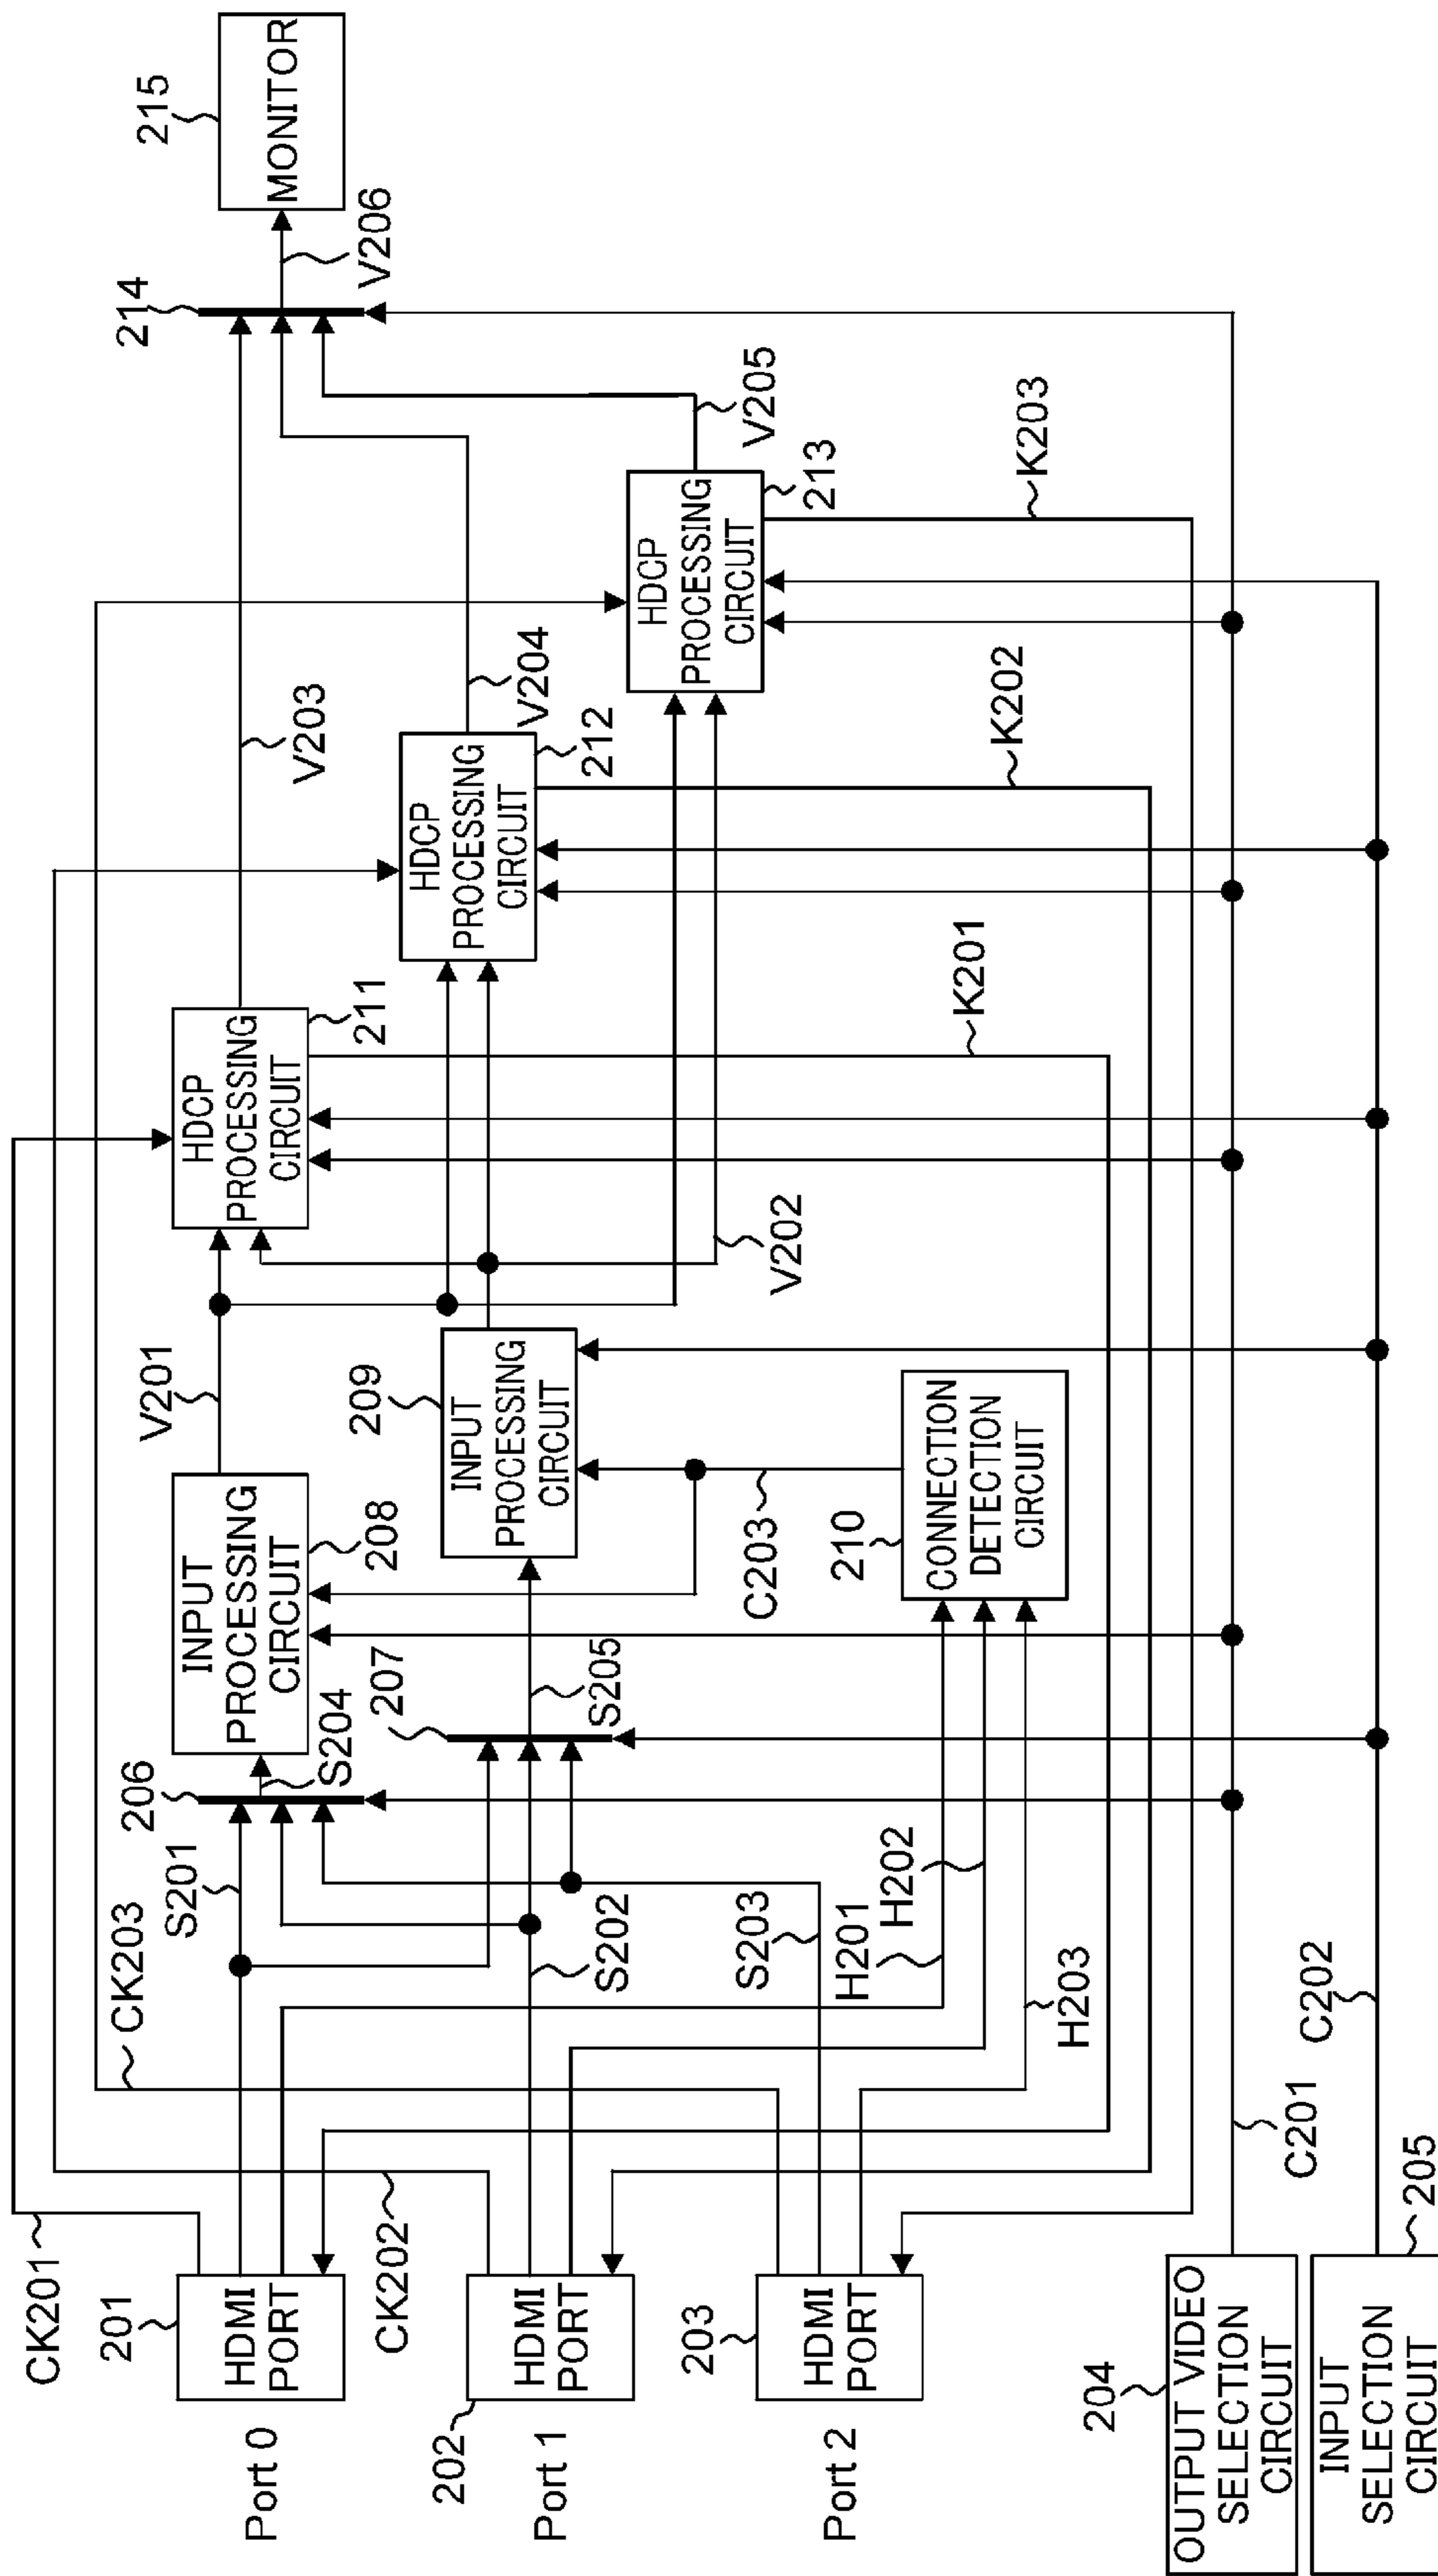 CK201
201
HDMI
PORT
Port 0
CK203
S201
206
S204
INPUT
PROCESSING
CIRCUIT
208
V201
HDCP
PROCESSING
CIRCUIT
211
V203
214
V206
215
MONITOR
CK202
202
HDMI
PORT
Port 1
S202
207
S205
209
INPUT
PROCESSING
CIRCUIT
V202
HDCP
PROCESSING
CIRCUIT
212
V204
203
HDMI
PORT
Port 2
S203
H201
H202
H203
C203
210
CONNECTION
DETECTION
CIRCUIT
K201
K202
HDCP
PROCESSING
CIRCUIT
213
V205
K203
204
OUTPUT VIDEO
SELECTION
CIRCUIT
C201
INPUT
SELECTION
CIRCUIT
205
C202